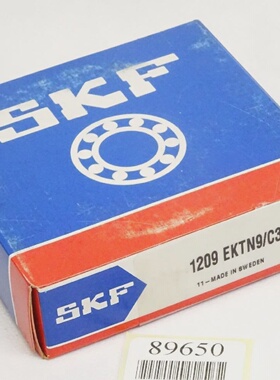 SKF
1209 EKTN9/C3
11-MADE IN SWEDEN
SKF
89650